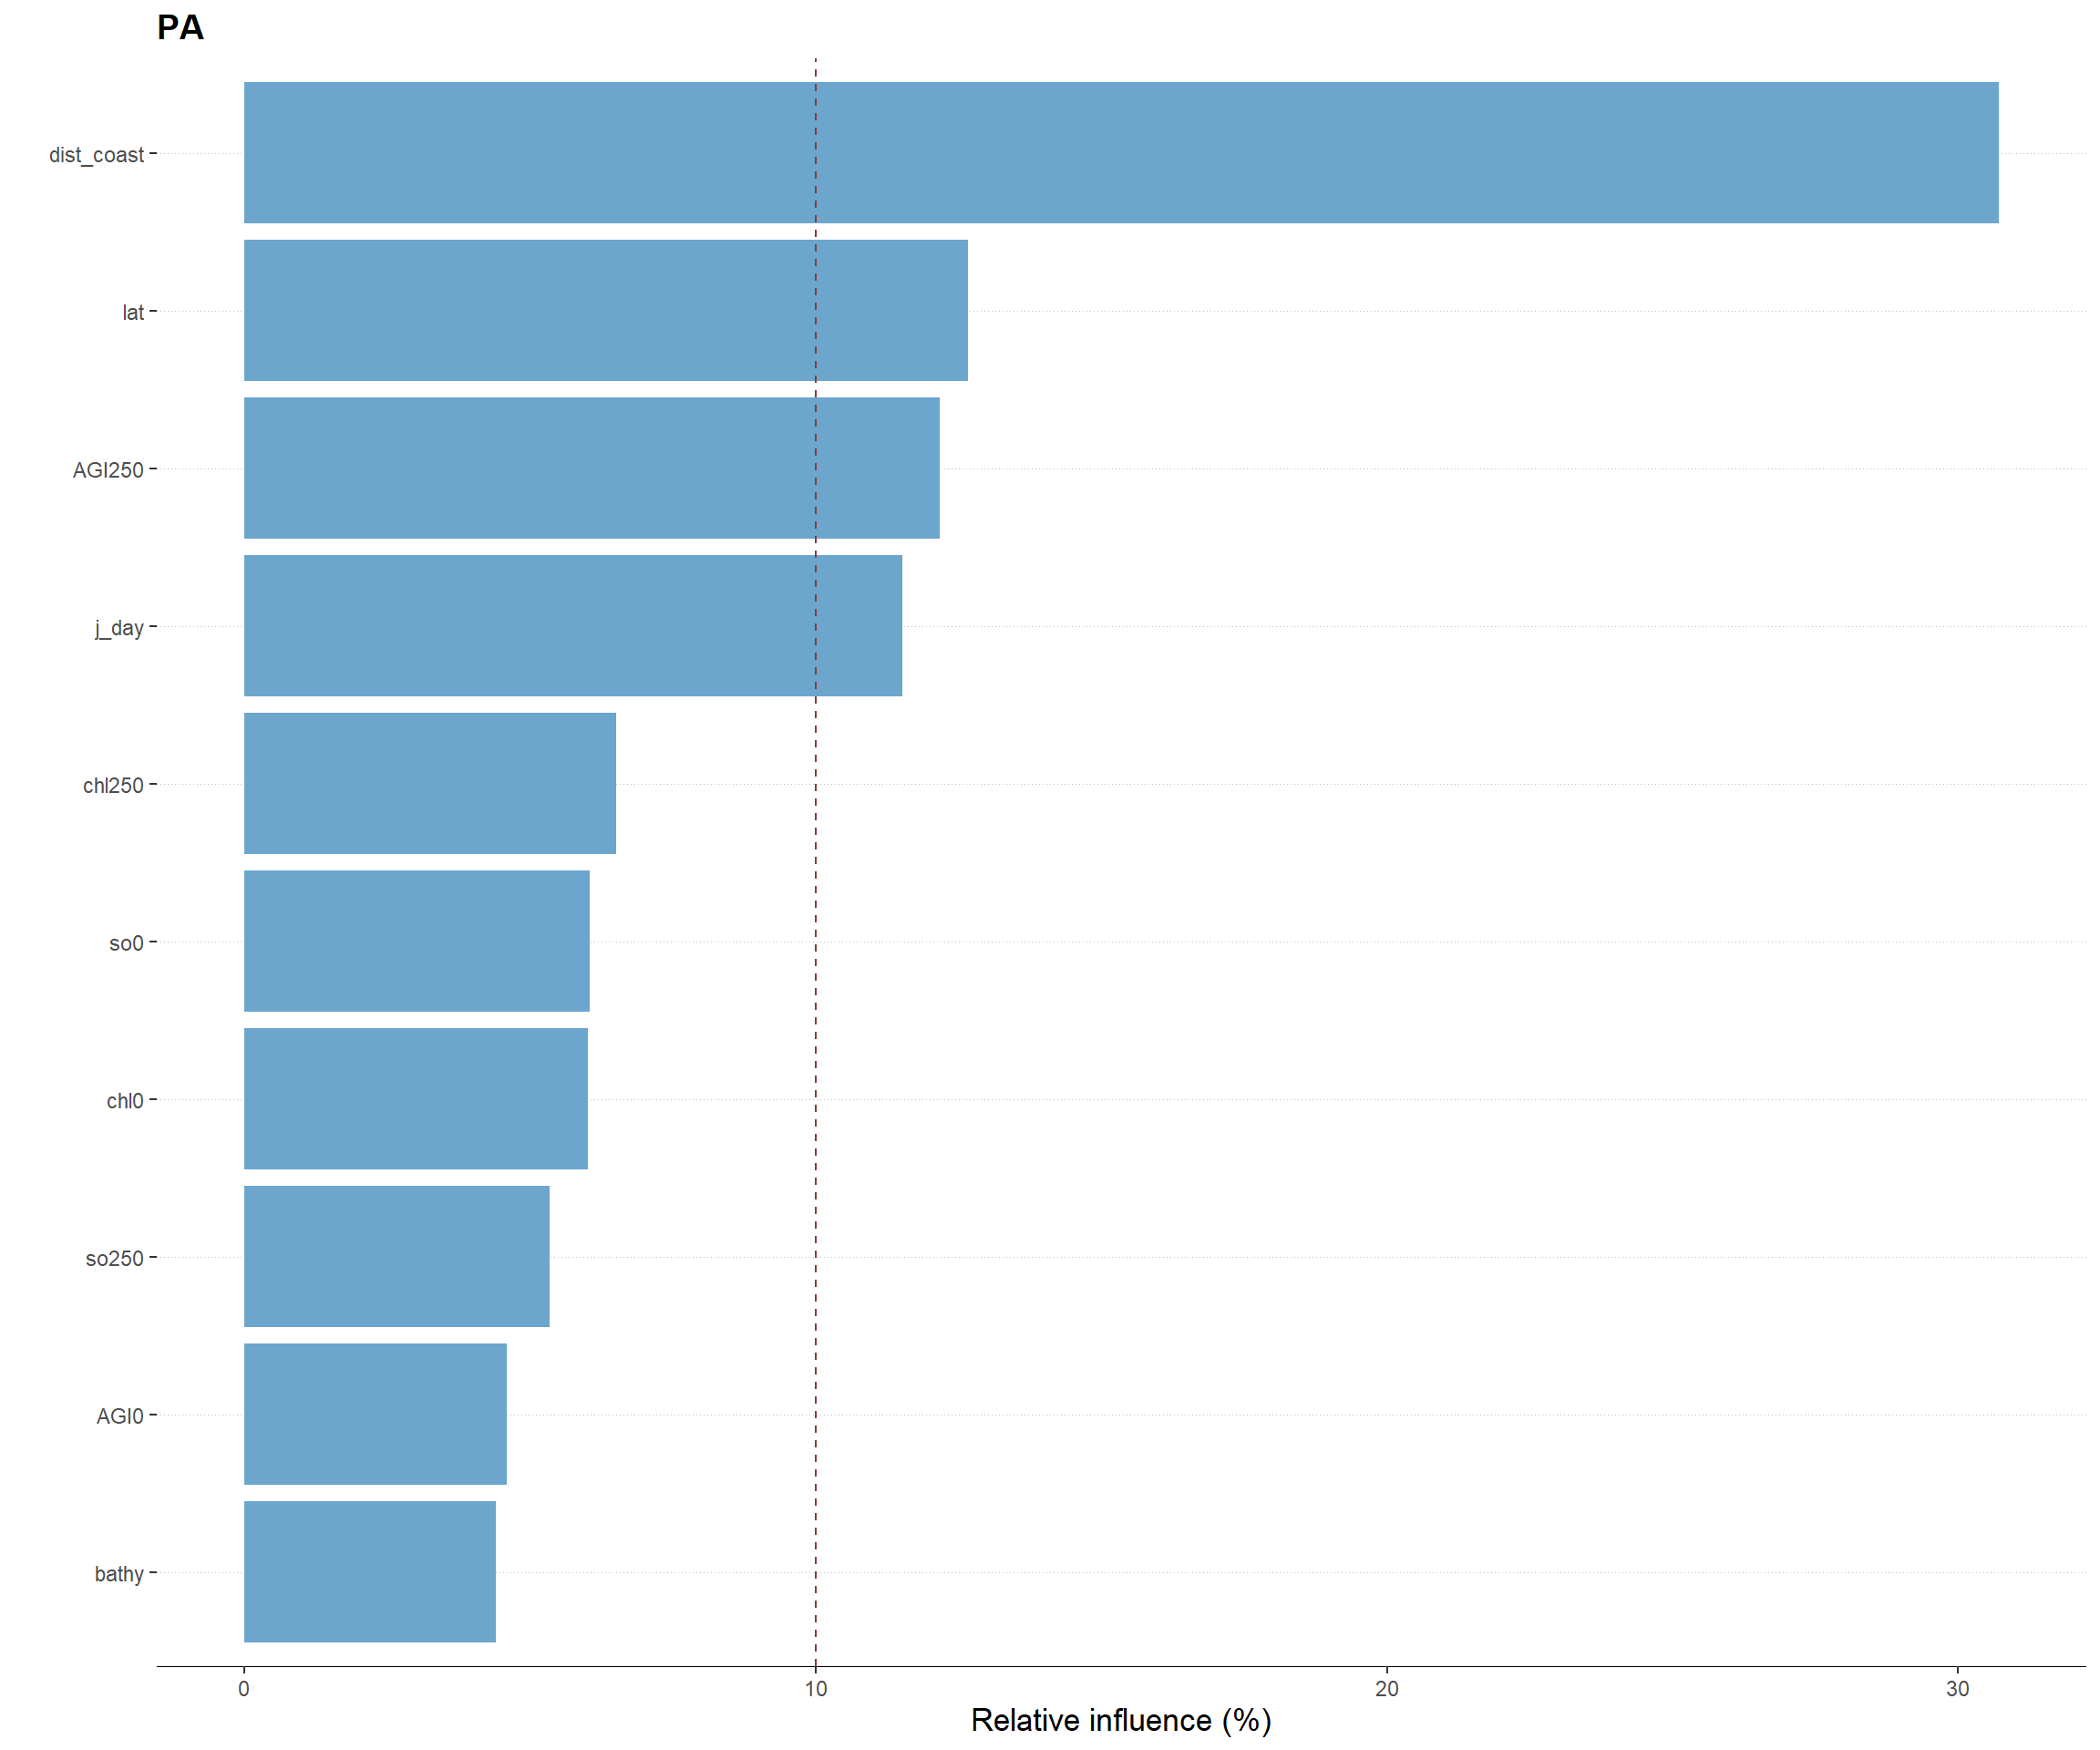 PA
dist_coast
lat
AGI250
j_day
chl250
so0
chl0
so250
AGI0
bathy
0 10 20 30
Relative influence (%)